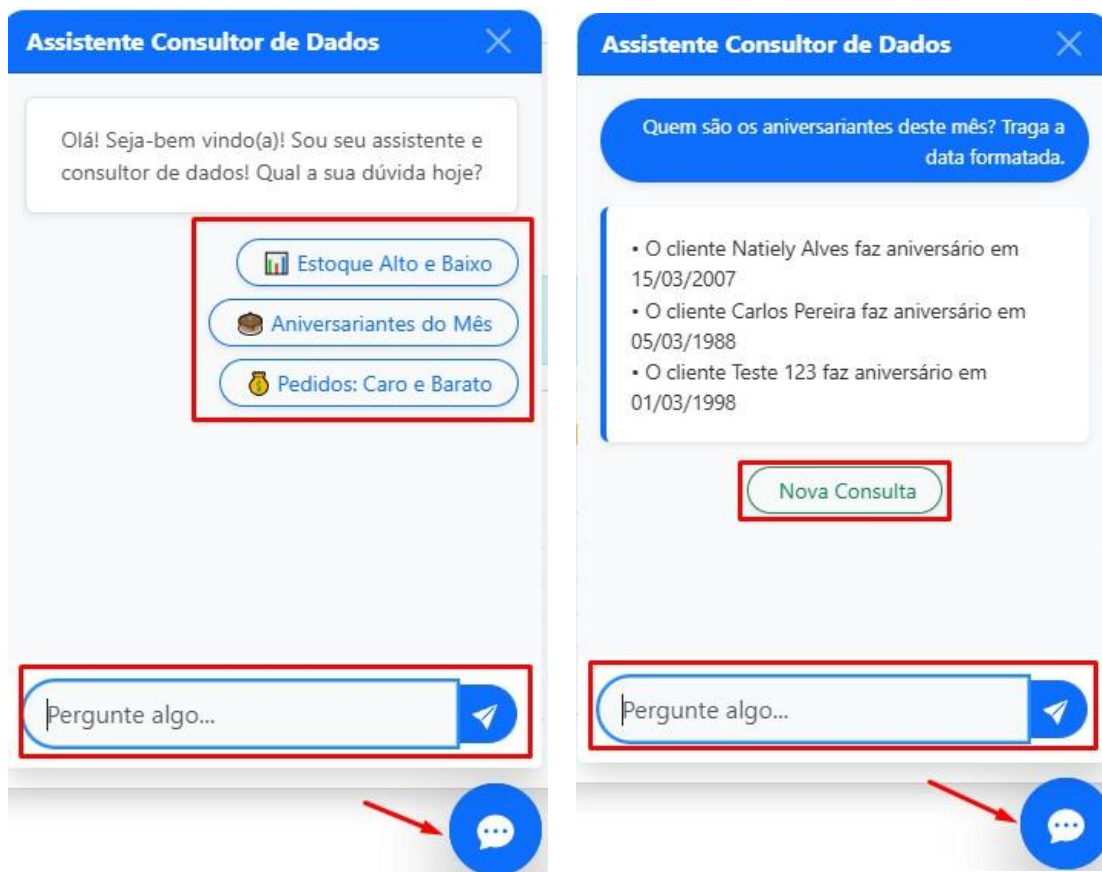 Assistente Consultor de Dados
Olá! Seja-bem vindo(a)! Sou seu assistente e
consultor de dados! Qual a sua dúvida hoje?
Estoque Alto e Baixo
Aniversariantes do Mês
Pedidos: Caro e Barato
Pergunte algo...
Assistente Consultor de Dados
Quem são os aniversariantes deste mês? Traga a
data formatada.
• O cliente Natiely Alves faz aniversário em
15/03/2007
• O cliente Carlos Pereira faz aniversário em
05/03/1988
• O cliente Teste 123 faz aniversário em
01/03/1998
Nova Consulta
Pergunte algo...